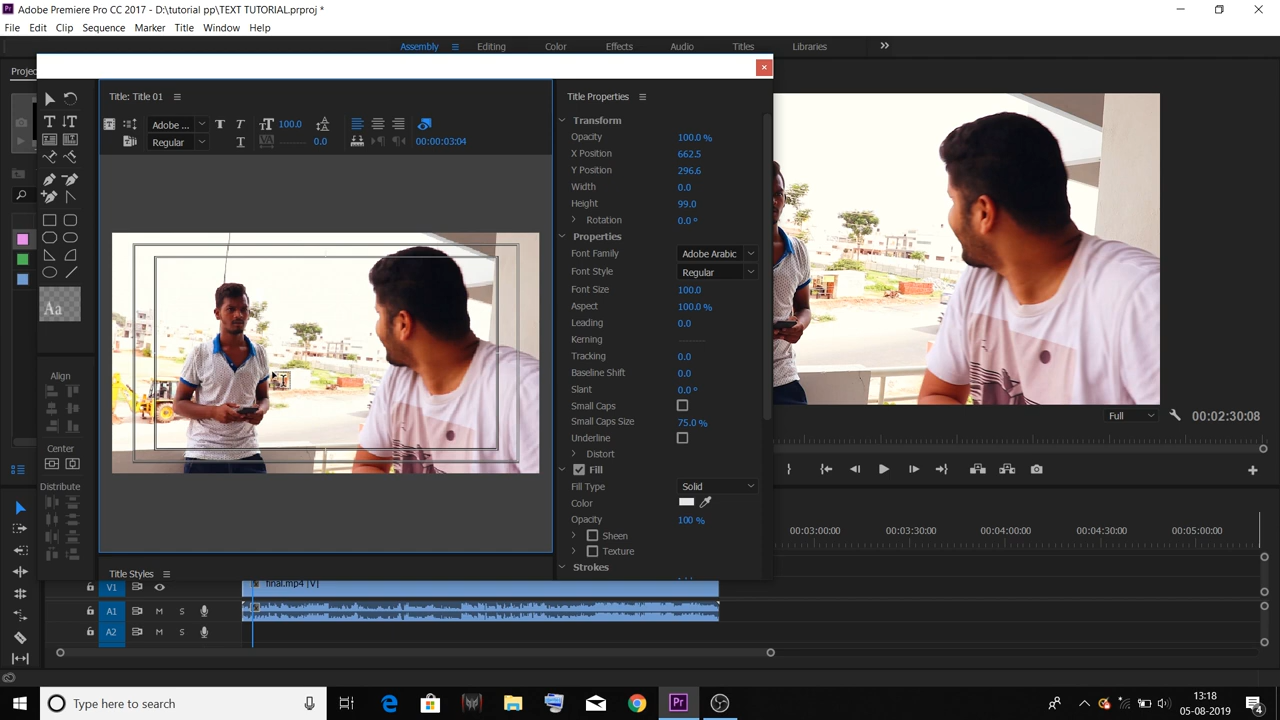 Adobe Premiere Pro CC 2017 - D:\tutorial pp\TEXT TUTORIAL.prproj *
File Edit Clip Sequence Marker Title Window Help
Assembly Editing Color Effects Audio Titles Libraries
Projec
Title: Title 01
Adobe ... 100.0
Regular 0.0 00:00:03:04
Title Properties
Transform
Opacity 100.0 %
X Position 662.5
Y Position 296.6
Width 0.0
Height 99.0
Rotation 0.0 °
Properties
Font Family Adobe Arabic
Font Style Regular
Font Size 100.0
Aspect 100.0 %
Leading 0.0
Kerning
Tracking 0.0
Baseline Shift 0.0
Slant 0.0 °
Small Caps
Small Caps Size 75.0 %
Underline
Distort
Fill
Fill Type Solid
Color
Opacity 100 %
Sheen
Texture
Strokes
Aa
Align
Center
Distribute
Title Styles
Full 00:02:30:08
00:03:00:00 00:03:30:00 00:04:00:00 00:04:30:00 00:05:00:00
V1 final.mp4 [V]
A1 M S
A2 M S
Type here to search
13:18
05-08-2019